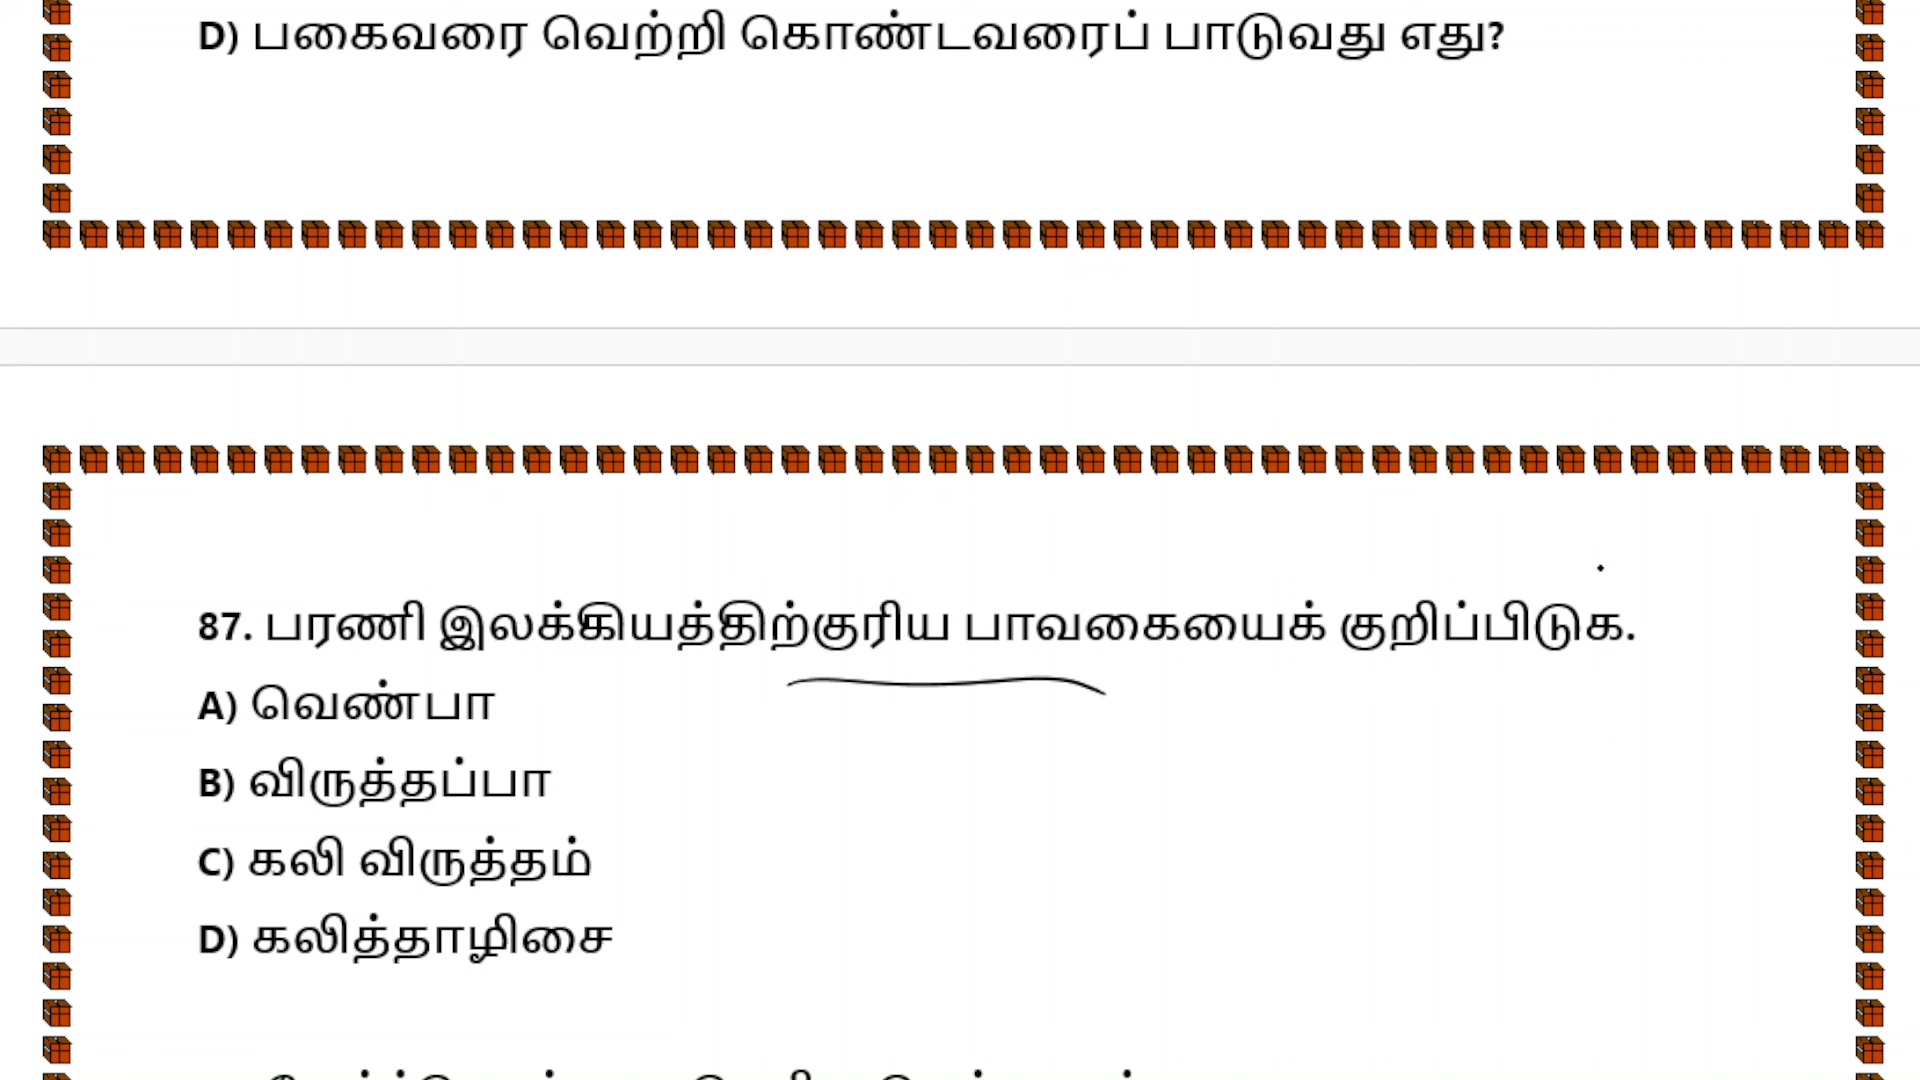 D) பகைவரை வெற்றி கொண்டவரைப் பாடுவது எது?
87. பரணி இலக்கியத்திற்குரிய பாவகையைக் குறிப்பிடுக.
A) வெண்பா
B) விருத்தப்பா
C) கலி விருத்தம்
D) கலித்தாழிசை